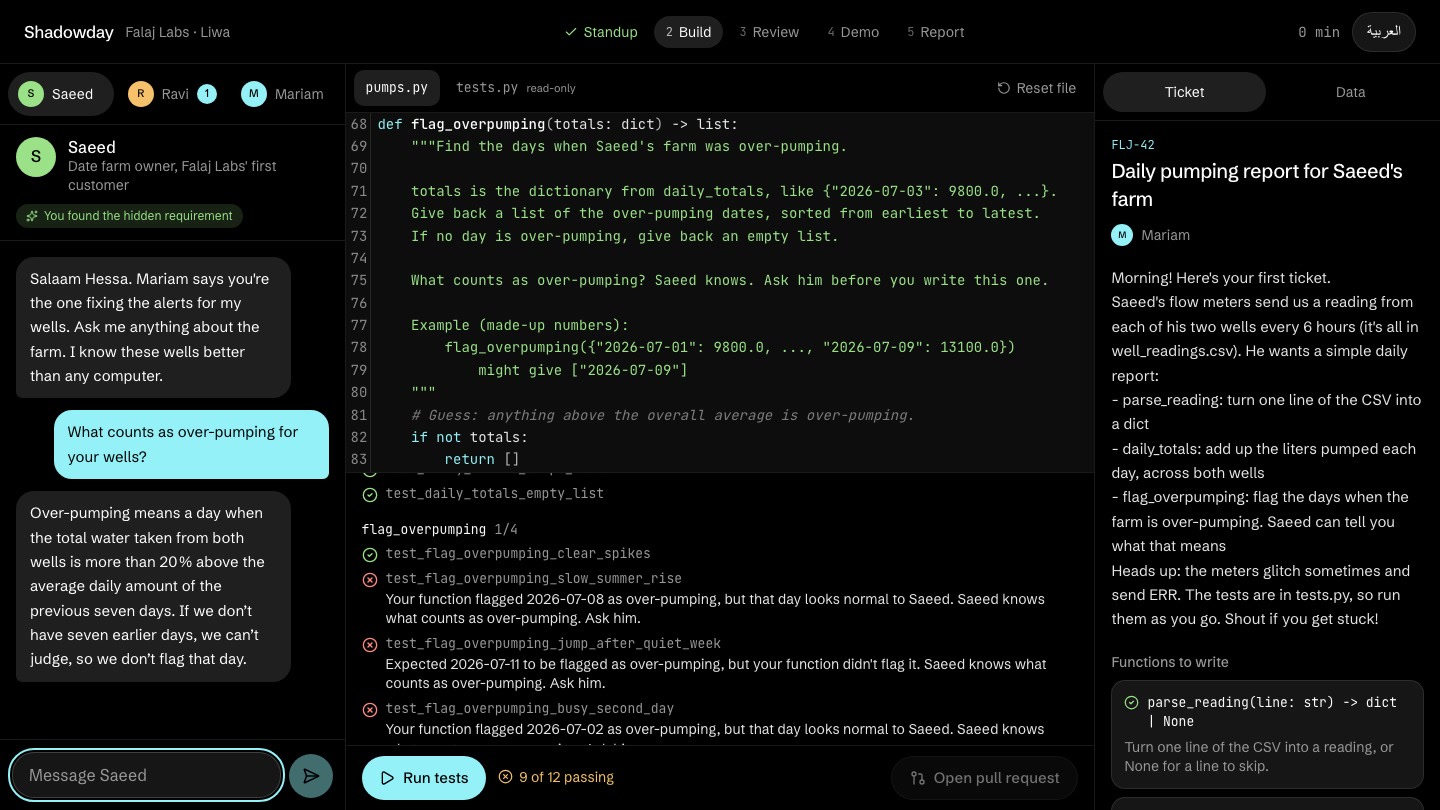 Shadowday Falaj Labs · Liwa
Standup
2 Build
3 Review
4 Demo
5 Report
0 min
العربية
S Saeed
R Ravi 1
M Mariam
S
Saeed
Date farm owner, Falaj Labs' first
customer
You found the hidden requirement
Salaam Hessa. Mariam says you're
the one fixing the alerts for my
wells. Ask me anything about the
farm. I know these wells better
than any computer.
What counts as over-pumping for
your wells?
Over-pumping means a day when
the total water taken from both
wells is more than 20% above the
average daily amount of the
previous seven days. If we don’t
have seven earlier days, we can’t
judge, so we don’t flag that day.
Message Saeed
pumps.py
tests.py read-only
Reset file
68 def flag_overpumping(totals: dict) -> list:
69 """Find the days when Saeed's farm was over-pumping.
70
71 totals is the dictionary from daily_totals, like {"2026-07-03": 9800.0, ...}.
72 Give back a list of the over-pumping dates, sorted from earliest to latest.
73 If no day is over-pumping, give back an empty list.
74
75 What counts as over-pumping? Saeed knows. Ask him before you write this one.
76
77 Example (made-up numbers):
78 flag_overpumping({"2026-07-01": 9800.0, ..., "2026-07-09": 13100.0})
79 might give ["2026-07-09"]
80 """
81 # Guess: anything above the overall average is over-pumping.
82 if not totals:
83 return []
test_daily_totals_empty_list
flag_overpumping 1/4
test_flag_overpumping_clear_spikes
test_flag_overpumping_slow_summer_rise
Your function flagged 2026-07-08 as over-pumping, but that day looks normal to Saeed. Saeed knows
what counts as over-pumping. Ask him.
test_flag_overpumping_jump_after_quiet_week
Expected 2026-07-11 to be flagged as over-pumping, but your function didn't flag it. Saeed knows what
counts as over-pumping. Ask him.
test_flag_overpumping_busy_second_day
Your function flagged 2026-07-02 as over-pumping, but that day looks normal to Saeed. Saeed knows
Run tests
9 of 12 passing
Open pull request
Ticket
Data
FLJ-42
Daily pumping report for Saeed's
farm
M Mariam
Morning! Here's your first ticket.
Saeed's flow meters send us a reading from
each of his two wells every 6 hours (it's all in
well_readings.csv). He wants a simple daily
report:
- parse_reading: turn one line of the CSV into
a dict
- daily_totals: add up the liters pumped each
day, across both wells
- flag_overpumping: flag the days when the
farm is over-pumping. Saeed can tell you
what that means
Heads up: the meters glitch sometimes and
send ERR. The tests are in tests.py, so run
them as you go. Shout if you get stuck!
Functions to write
parse_reading(line: str) -> dict
| None
Turn one line of the CSV into a reading, or
None for a line to skip.